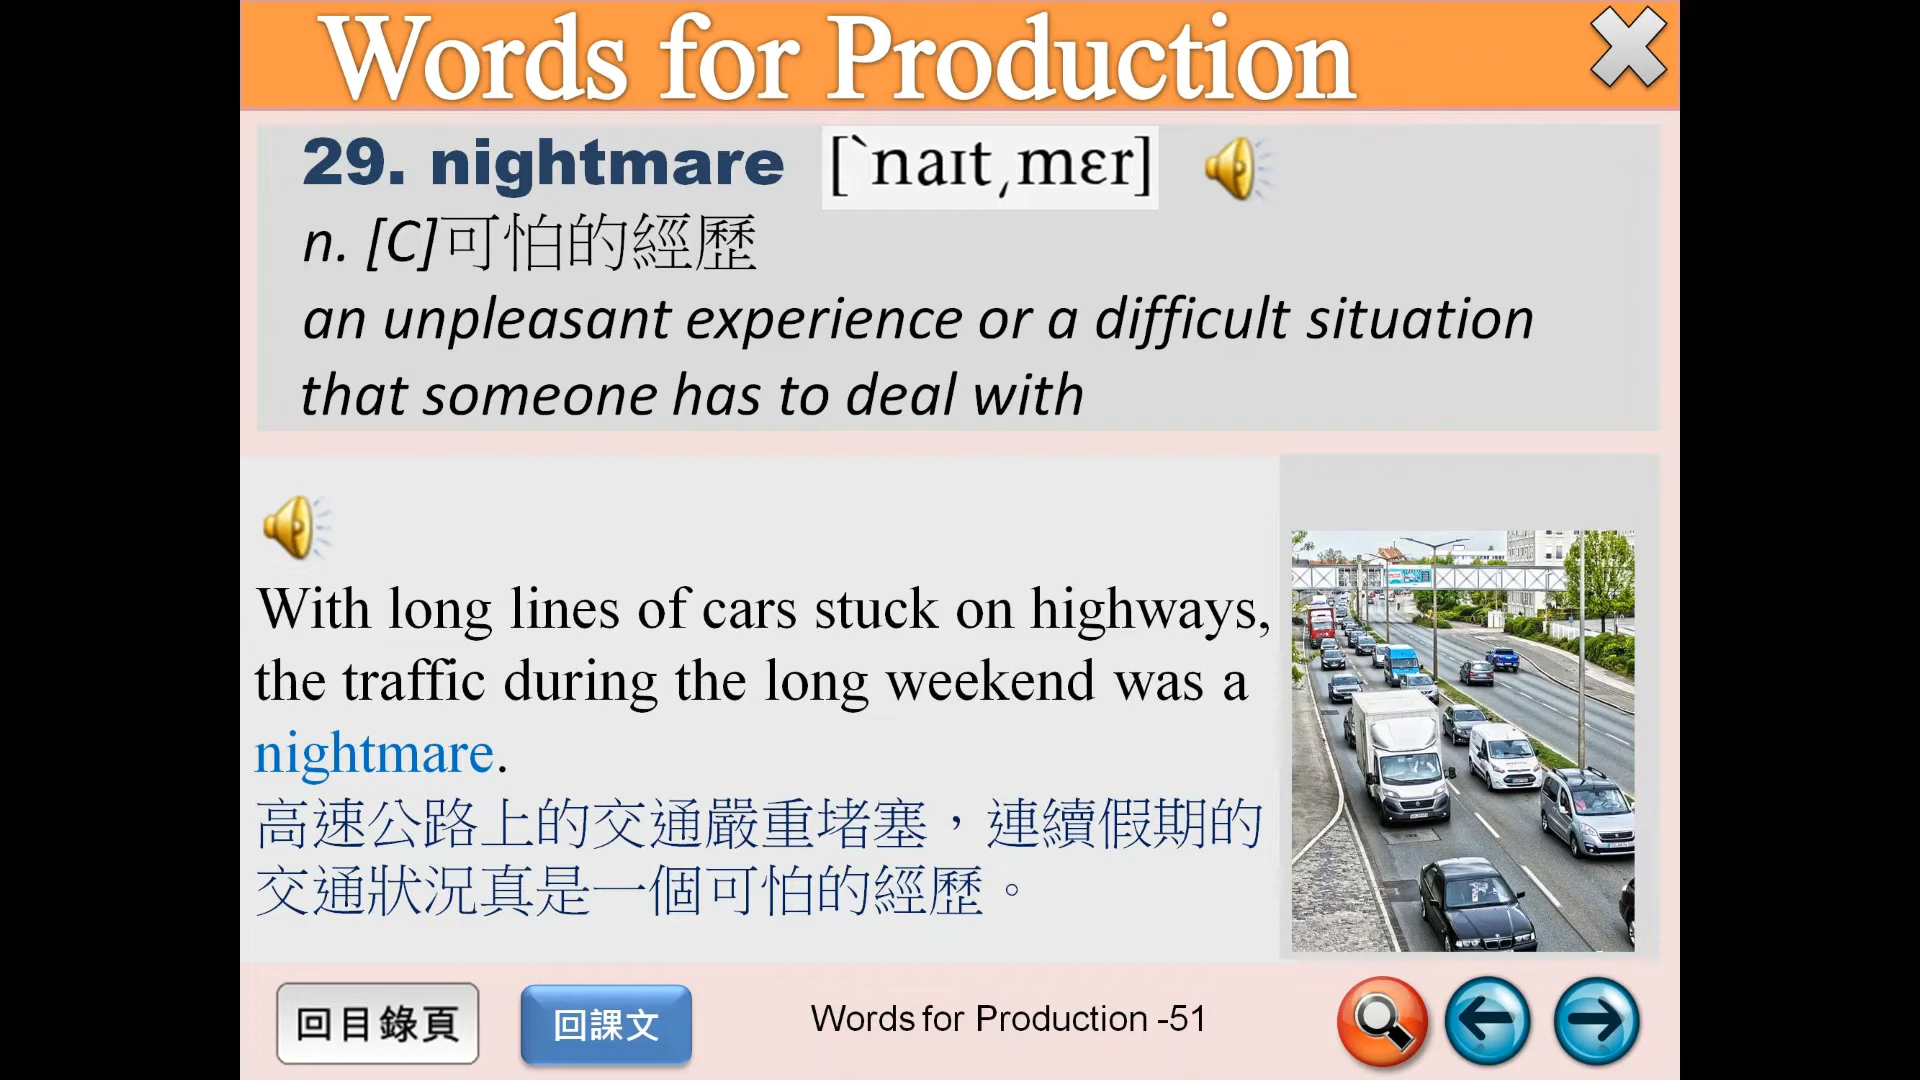 Words for Production
29. nightmare [ˋnaɪtˏmɛr]
n. [C]可怕的經歷
an unpleasant experience or a difficult situation
that someone has to deal with
With long lines of cars stuck on highways,
the traffic during the long weekend was a
nightmare.
高速公路上的交通嚴重堵塞，連續假期的
交通狀況真是一個可怕的經歷。
回目錄頁
回課文
Words for Production -51